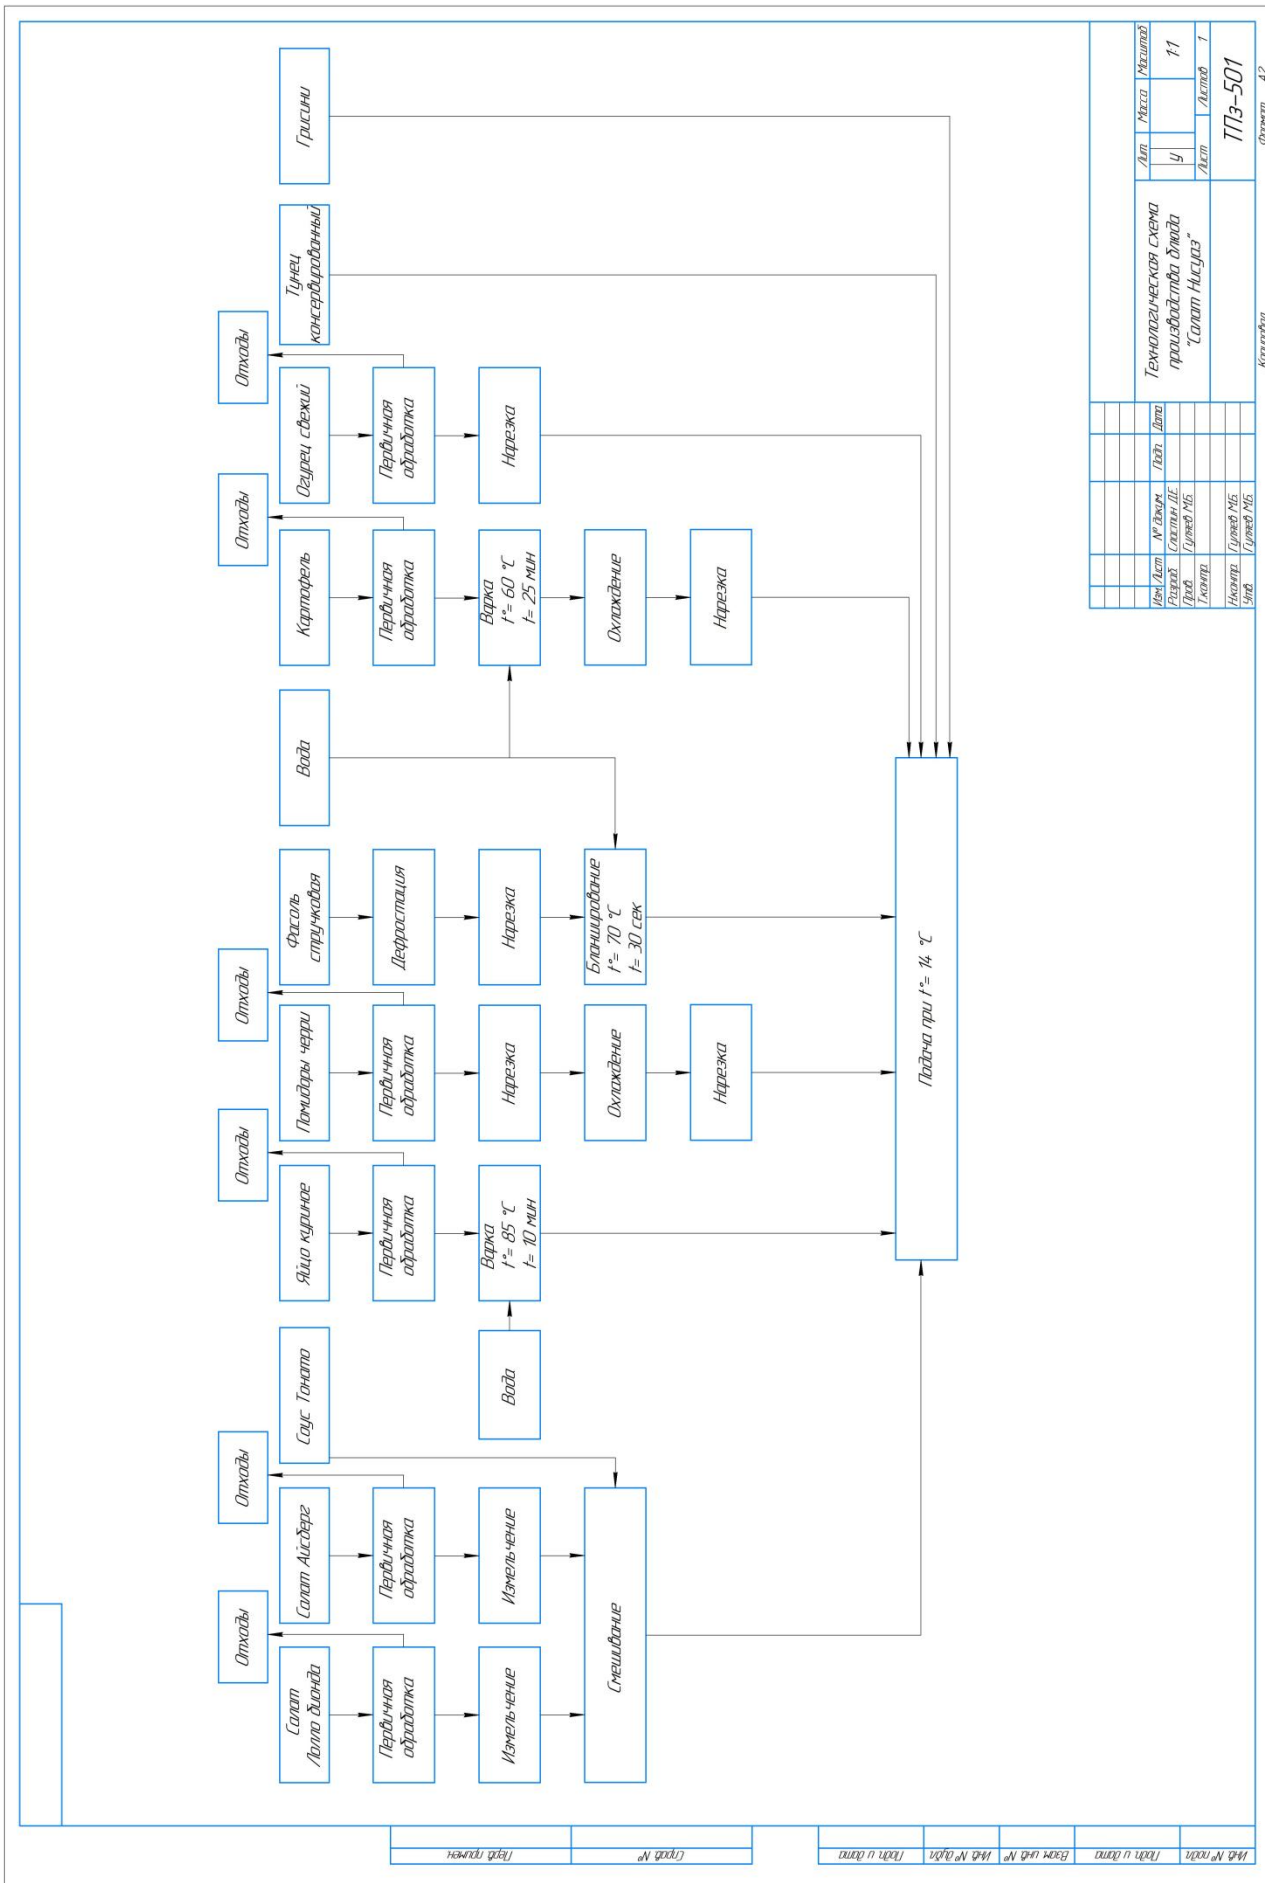 Отходы
Отходы
Отходы
Отходы
Отходы
Отходы
Салат
Лолло бионда
Салат Айсберг
Соус Тонато
Яйцо куриное
Помидоры черри
Фасоль
стручковая
Вода
Картофель
Огурец свежий
Тунец
консервированный
Грисини
Первичная
обработка
Первичная
обработка
Первичная
обработка
Первичная
обработка
Дефростация
Первичная
обработка
Первичная
обработка
Измельчение
Измельчение
Вода
Варка
t°= 85 °C
t= 10 мин
Нарезка
Нарезка
Варка
t°= 60 °C
t= 25 мин
Нарезка
Смешивание
Охлаждение
Бланширование
t°= 70 °C
t= 30 сек
Охлаждение
Нарезка
Нарезка
Подача при t°= 14 °C
Перв. примен.
Справ. №
Подп. и дата
Инв. № дубл.
Взам. инв. №
Подп. и дата
Инв. № подл.
Изм. Лист № докум. Подп. Дата
Разраб. Сластин Д.Е.
Пров. Гуляев М.Б.
Т.контр.
Н.контр. Гуляев М.Б.
Утв. Гуляев М.Б.
Технологическая схема
производства блюда
"Салат Нисуаз"
Лит. Масса Масштаб
у 1:1
Лист Листов 1
ТПз-501
Копировал Формат А2